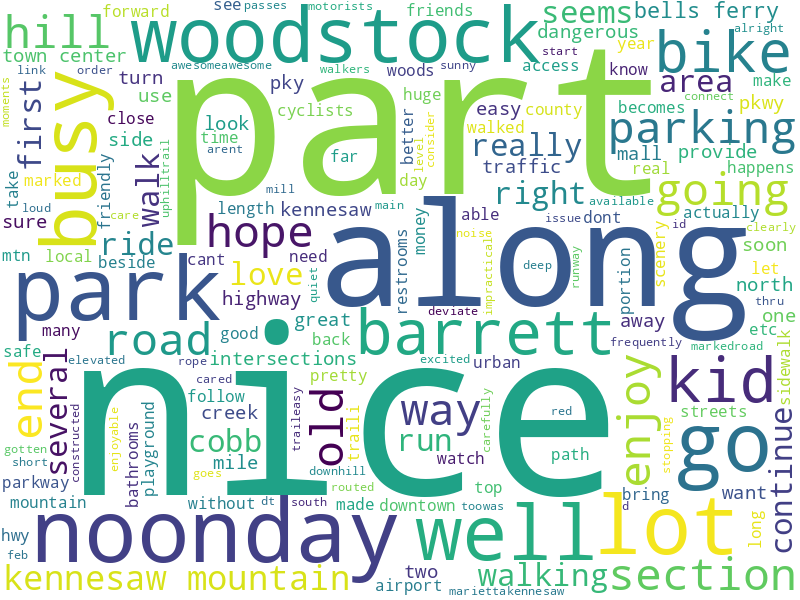 forward
see
passes
motorists
friends
seems
bells ferry
hill
woodstock
dangerous
year
bike
town center
link
order
turn
awesomeawesome
walkers
sunny
start
alright
woods
access
know
area
make
moments
busy
first
pky
part
huge
easy
county
becomes
connect
pkwy
use
cyclists
close
look
better
level
consider
walked
parking
side
time
really
mall
provide
take
marked
friendly
walk
uphilltrail
arent
far
day
traffic
real
happens
loud
care
mill
main
right
available
going
sure
length
kennesaw
able
issue
dont
actually
id
clearly
mtn
ride
hope
along
local
beside
cant
need
quiet
restrooms
money
noise
impracticale
deep
runway
portion
scenery
soon
let
north
thru
park
love
highway
deviate
away
one
etc
many
road
good
great
back
barrett
frequently
markedroad
safe
elevated
rope
intersections
pretty
excited
urban
sidewalk
end
several
constructed
cared
follow
nice
old
traileasy
trailli
way
carefully
red
enjoy
kid
streets
gotten
enjoyable
bathrooms
playground
creek
cobb
run
watch
path
stopping
go
continue
short
goes
mile
downhill
parkway
mountain
without
dt
south
routed
made
downtown
top
toowas
bring
d
want
long
hwy
feb
noonday
well
lot
kennesaw mountain
two
airport
walking
mariettakennesaw
section